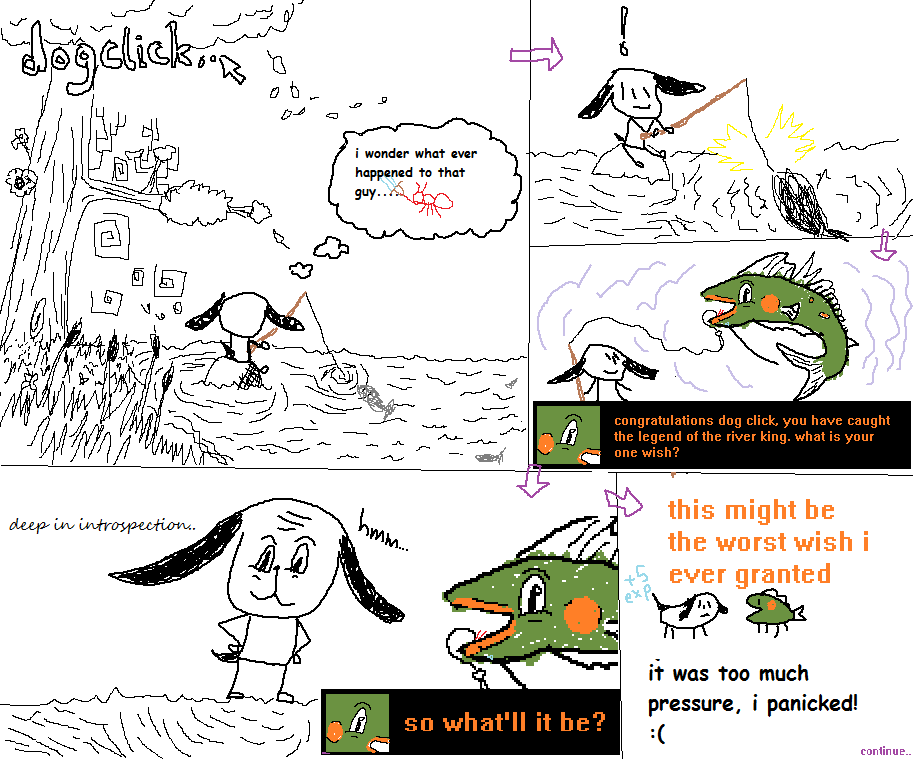 dogclick..
i wonder what ever
happened to that
guy....
!
congratulations dog click, you have caught
the legend of the river king. what is your
one wish?
deep in introspection..
hmm...
so what'll it be?
this might be
the worst wish i
ever granted
+5
exp
it was too much
pressure, i panicked!
:(
continue..